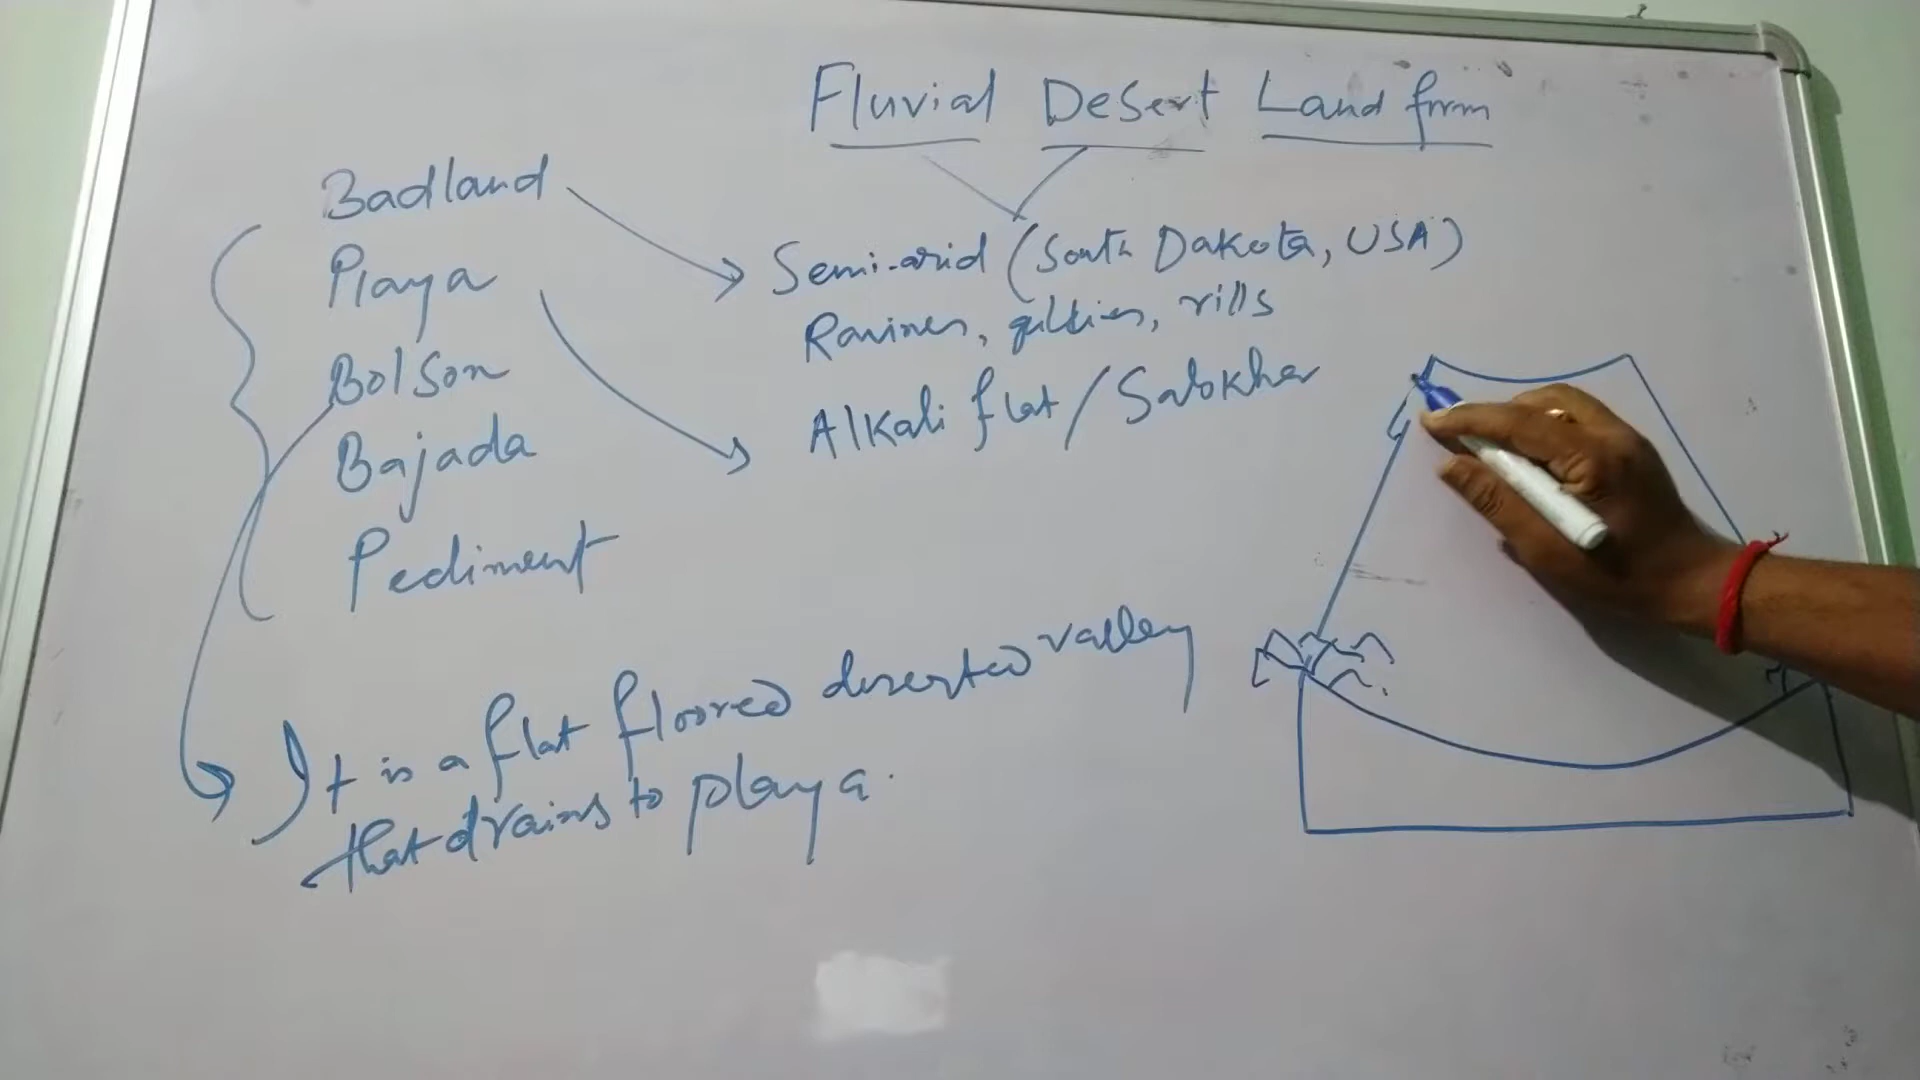 Fluvial Desert Land form
Badland
Playa
Bolson
Bajada
Pediment
Semi-arid (South Dakota, USA)
Ravines, gullies, rills
Alkali flat / Sabkhar
It is a flat floored deserted valley
that drains to playa.